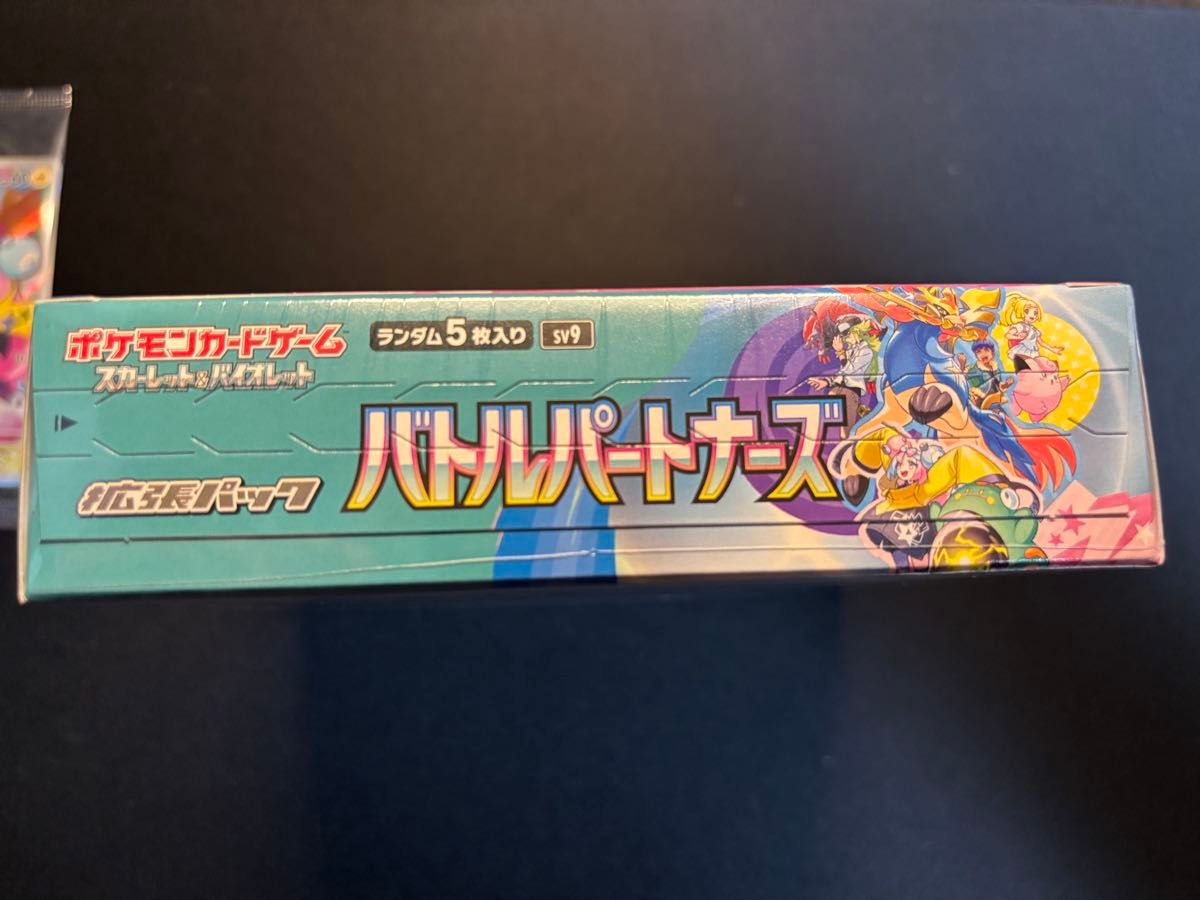 ポケモンカードゲーム
スカーレット&バイオレット
ランダム5枚入り
SV9
拡張パック
バトルパートナーズ